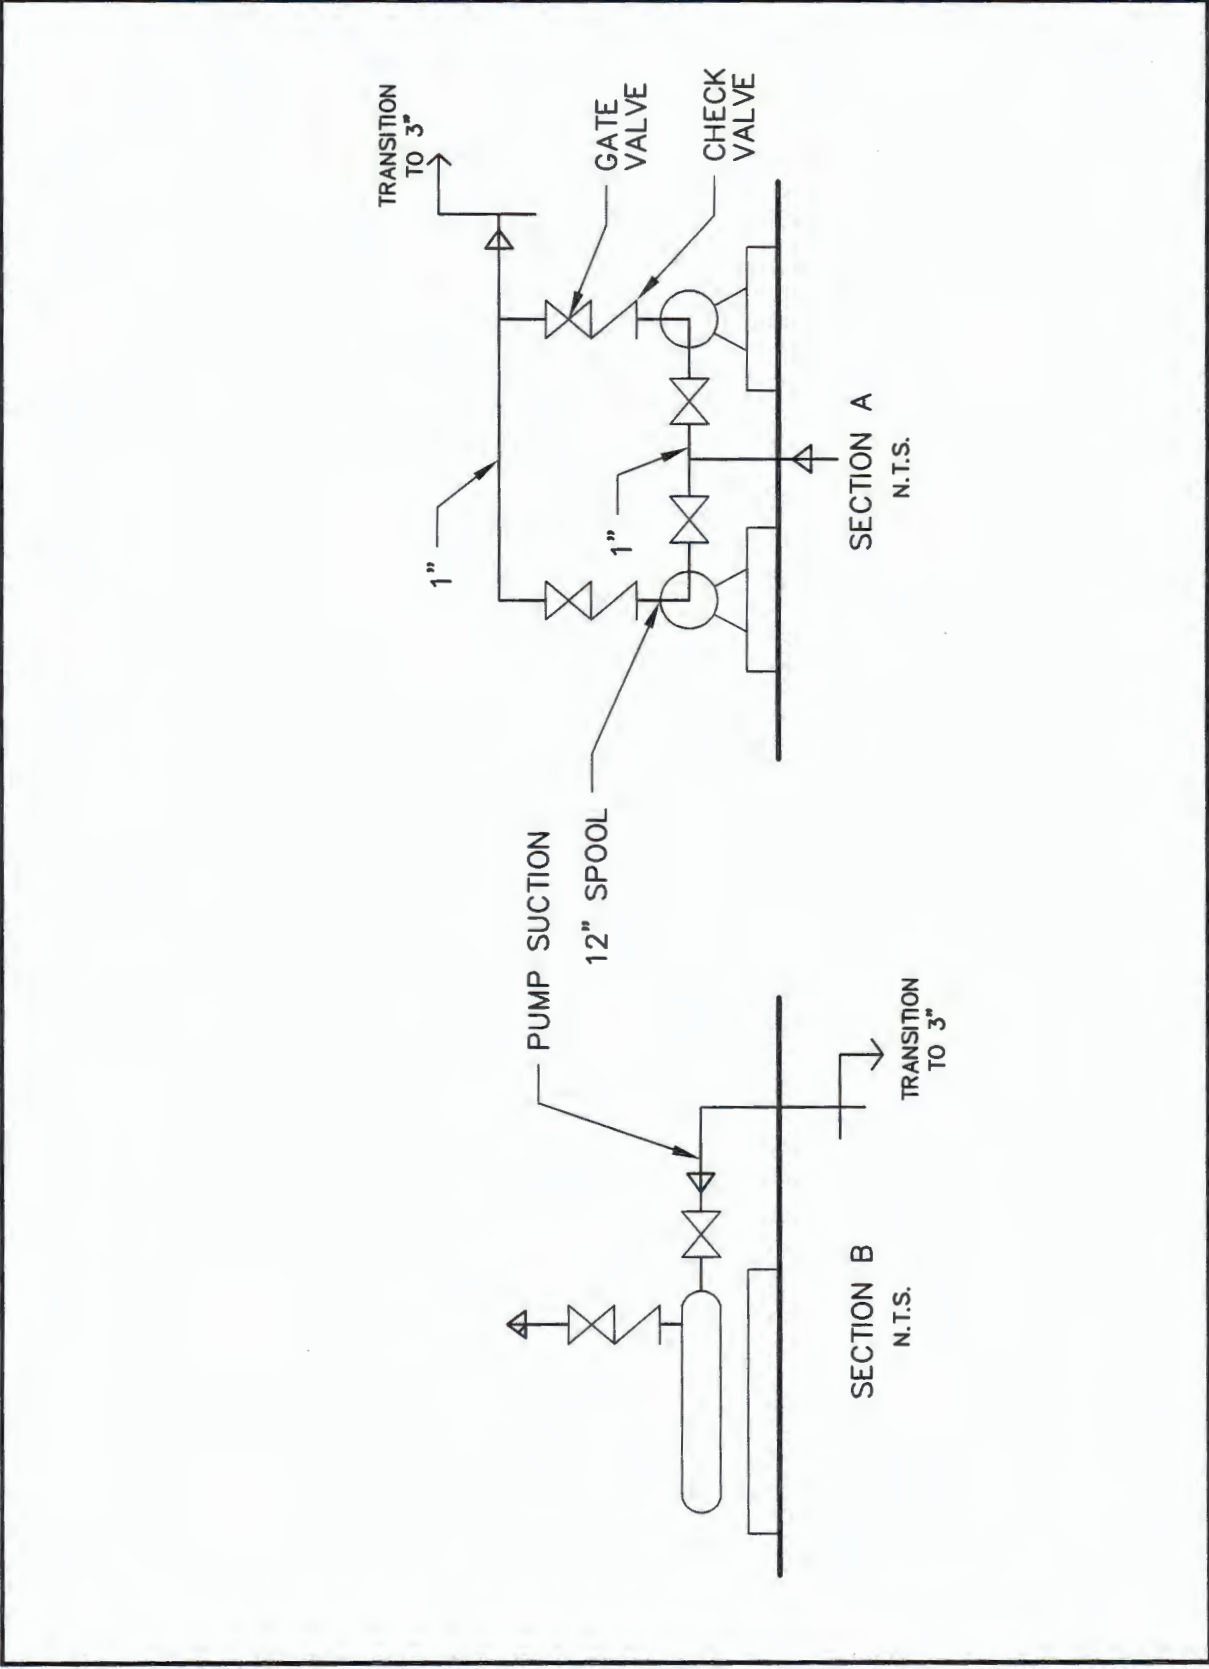 TRANSITION
TO 3"
GATE
VALVE
CHECK
VALVE
1"
1"
SECTION A
N.T.S.
PUMP SUCTION
12" SPOOL
TRANSITION
TO 3"
SECTION B
N.T.S.